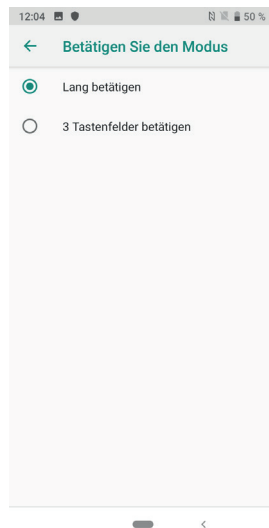 12:04 50 %
Betätigen Sie den Modus
Lang betätigen
3 Tastenfelder betätigen